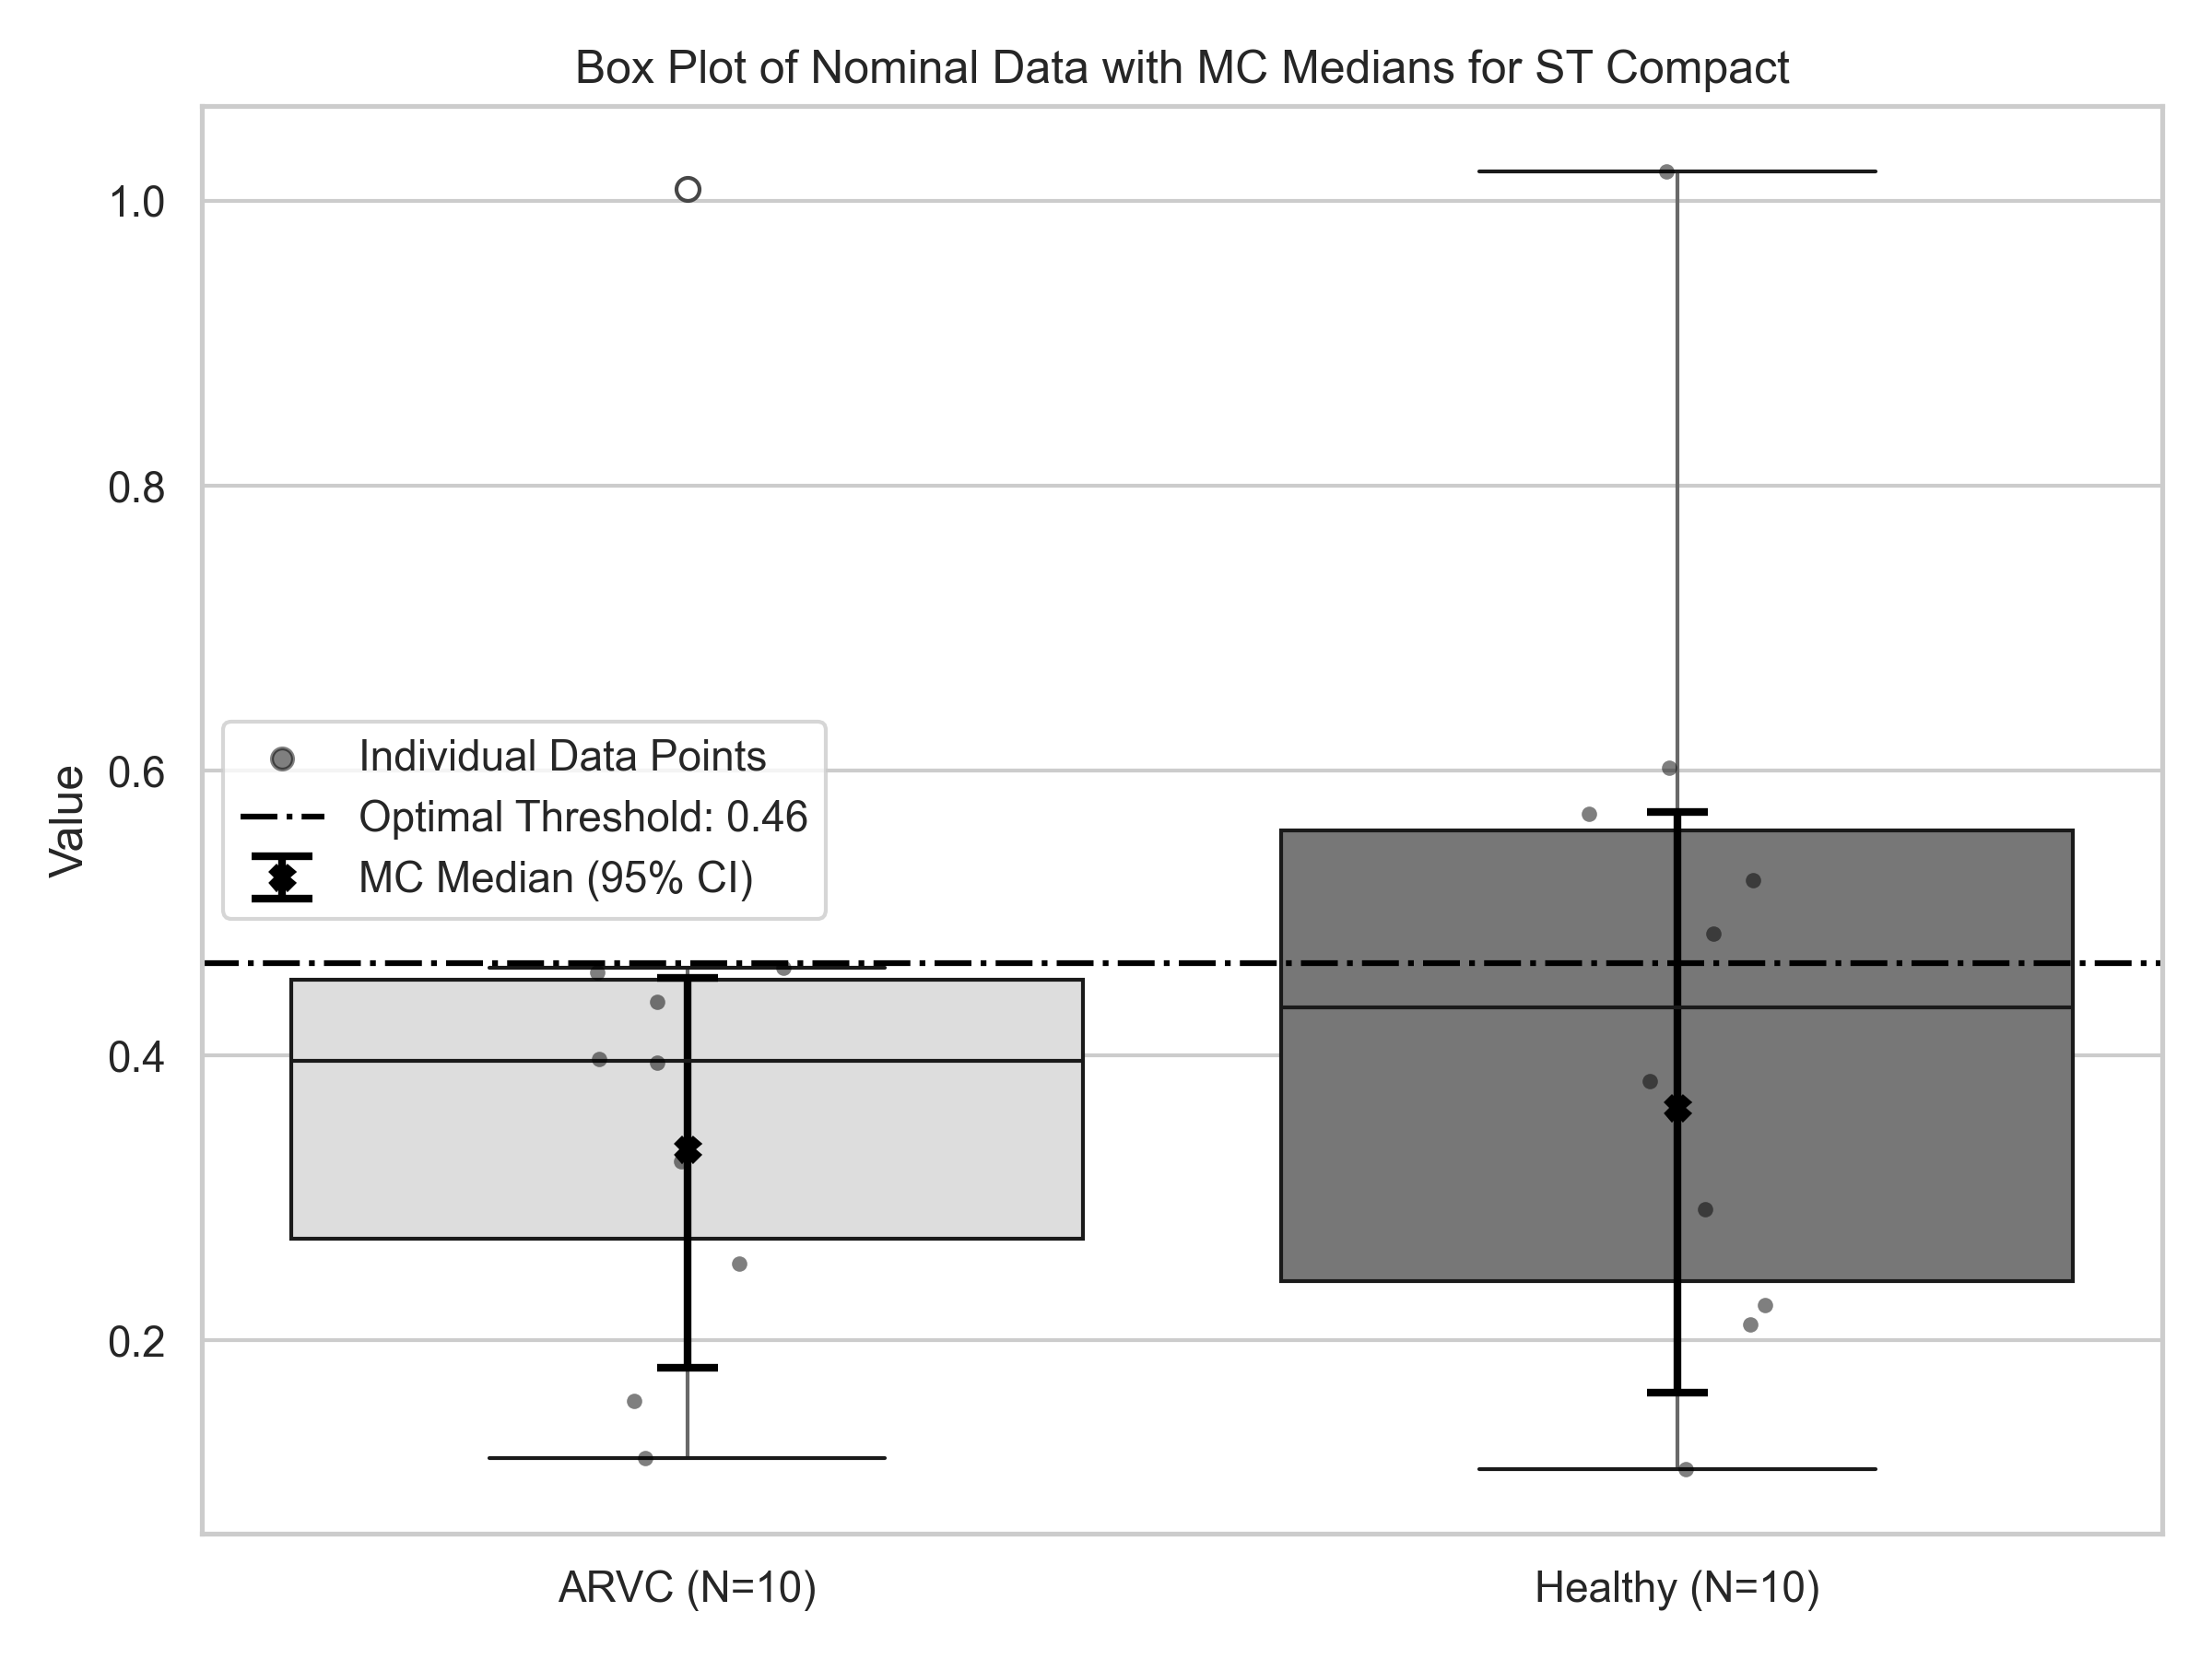 Box Plot of Nominal Data with MC Medians for ST Compact
Value
1.0
0.8
0.6
0.4
0.2
Individual Data Points
Optimal Threshold: 0.46
MC Median (95% CI)
ARVC (N=10)
Healthy (N=10)